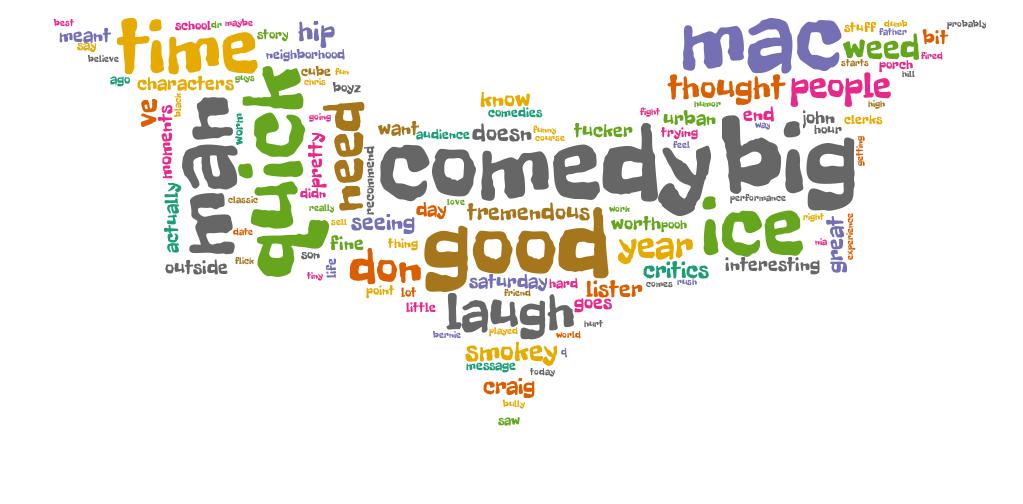 best
school
dr
maybe
meant
time
story
hip
say
believe
neighborhood
ago
characters
guys
cube
fun
chris
boyz
ve
black
moments
man
worm
quick
going
pretty
need
didn
recommend
actually
classic
really
date
sell
seeing
outside
flick
son
fine
tiny
life
mac
stuff
dumb
father
probably
weed
bit
fired
starts
porch
hill
thought
people
high
humor
know
comedies
fight
urban
end
way
john
hour
clerks
want
audience
doesn
funny
course
tucker
trying
feel
comedy
big
getting
performance
day
love
tremendous
work
worth
pooh
ice
right
great
experience
nia
thing
good
year
don
critics
interesting
point
lot
saturday
hard
friend
lister
comes
rush
little
laugh
goes
hurt
bernie
played
world
smokey
d
message
today
craig
bully
saw